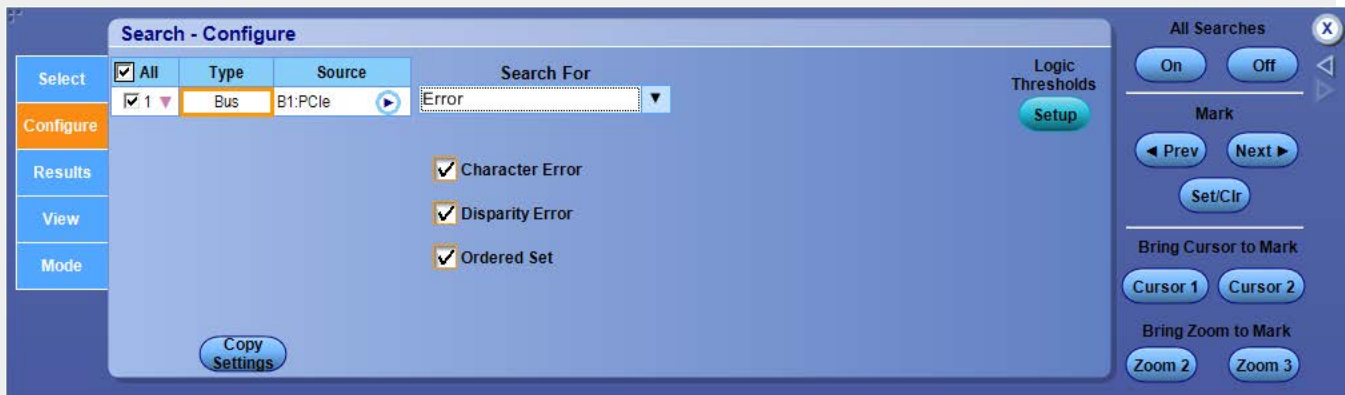 Search - Configure
Select
Configure
Results
View
Mode
All Type Source
1 Bus B1:PCIe
Search For
Error
Character Error
Disparity Error
Ordered Set
Copy
Settings
Logic
Thresholds
Setup
All Searches
X
On Off
Mark
◄ Prev Next ►
Set/Clr
Bring Cursor to Mark
Cursor 1 Cursor 2
Bring Zoom to Mark
Zoom 2 Zoom 3